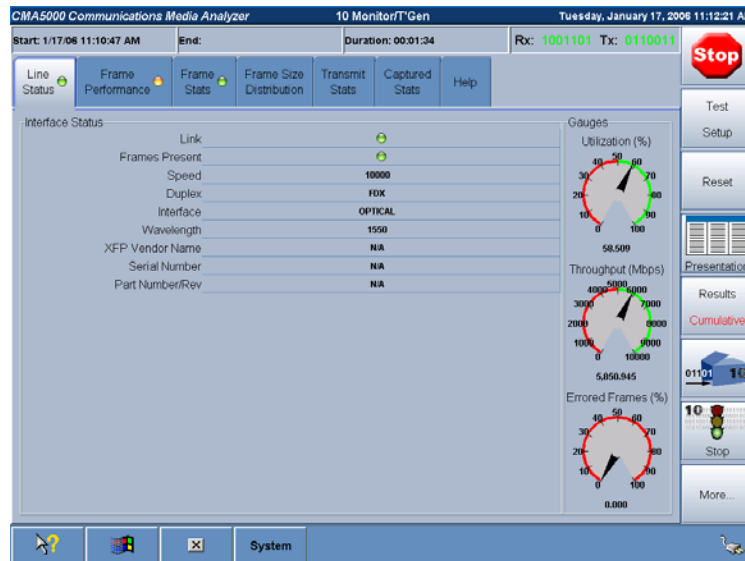 CMA5000 Communications Media Analyzer 10 Monitor/T'Gen Tuesday, January 17, 2006 11:12:21 A
Start: 1/17/06 11:10:47 AM End: Duration: 00:01:34 Rx: 1001101 Tx: 0110011
Stop
Line Status
Frame Performance
Frame Stats
Frame Size Distribution
Transmit Stats
Captured Stats
Help
Test Setup
Reset
Presentation
Results
Cumulative
01101 10
10
Stop
More...
Interface Status
Link
Frames Present
Speed 10000
Duplex FDX
Interface OPTICAL
Wavelength 1550
XFP Vendor Name N/A
Serial Number N/A
Part Number/Rev N/A
Gauges
Utilization (%)
0 10 20 30 40 50 60 70 80 90 100
58.509
Throughput (Mbps)
0 1000 2000 3000 4000 5000 6000 7000 8000 9000 10000
5,850.945
Errored Frames (%)
0 10 20 30 40 50 60 70 80 90 100
0.000
System